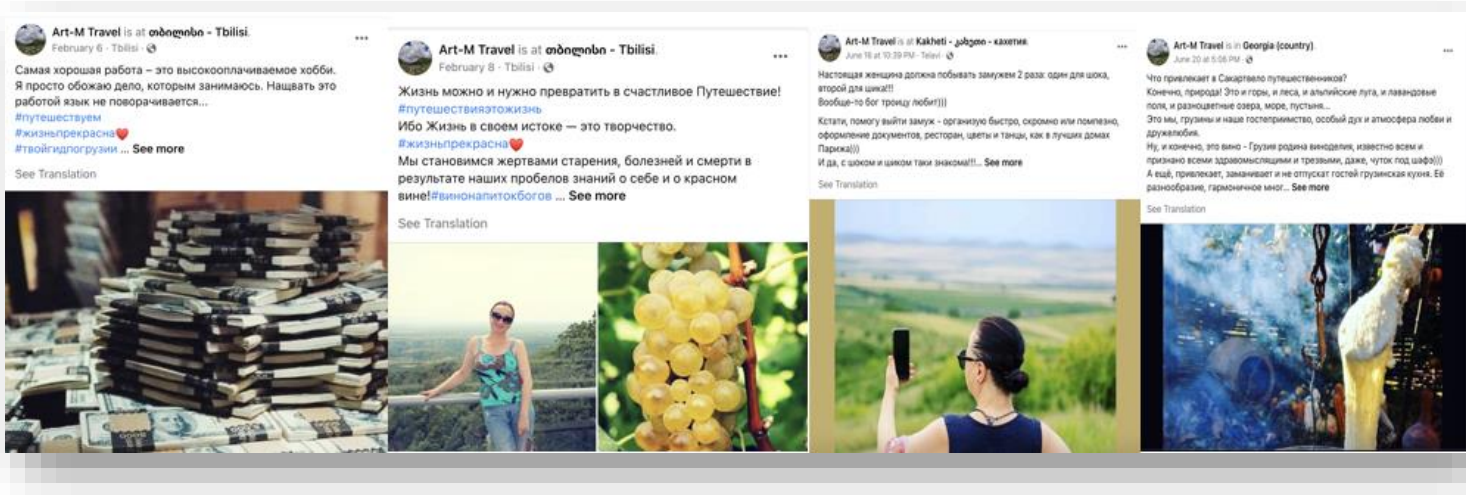 Art-M Travel is at თბილისი - Tbilisi.
February 6 · Tbilisi ·
Самая хорошая работа – это высокооплачиваемое хобби.
Я просто обожаю дело, которым занимаюсь. Нащвать это
работой язык не поворачивается...
#путешествуем
#жизньпрекрасна❤️
#твойгидпогрузии ... See more
See Translation
Art-M Travel is at თბილისი - Tbilisi.
February 8 · Tbilisi ·
Жизнь можно и нужно превратить в счастливое Путешествие!
#путешествияэтожизнь
Ибо Жизнь в своем истоке — это творчество.
#жизньпрекрасна❤️
Мы становимся жертвами старения, болезней и смерти в
результате наших пробелов знаний о себе и о красном
вине!#винонапитокбогов ... See more
See Translation
Art-M Travel is at Kakheti - კახეთი - кахетия.
June 16 at 10:39 PM · Telavi ·
Настоящая женщина должна побывать замужем 2 раза: один для шока,
второй для шика!!!
Вообще-то бог троицу любит)))
Кстати, помогу выйти замуж - организую быстро, скромно или помпезно,
оформление документов, ресторан, цветы и танцы, как в лучших домах
Парижа)))
И да, с шоком и шиком таки знакома!!!... See more
See Translation
Art-M Travel is in Georgia (country).
June 20 at 5:06 PM ·
Что привлекает в Сакартвело путешественников?
Конечно, природа! Это и горы, и леса, и альпийские луга, и лавандовые
поля, и разноцветные озера, море, пустыня...
Это мы, грузины и наше гостеприимство, особый дух и атмосфера любви и
дружелюбия.
Ну, и конечно, это вино - Грузия родина виноделия, известно всем и
признано всеми здравомыслящими и трезвыми, даже, чуток под шафэ)))
А ещё, привлекает, заманивает и не отпускат гостей грузинская кухня. Её
разнообразие, гармоничное мног... See more
See Translation